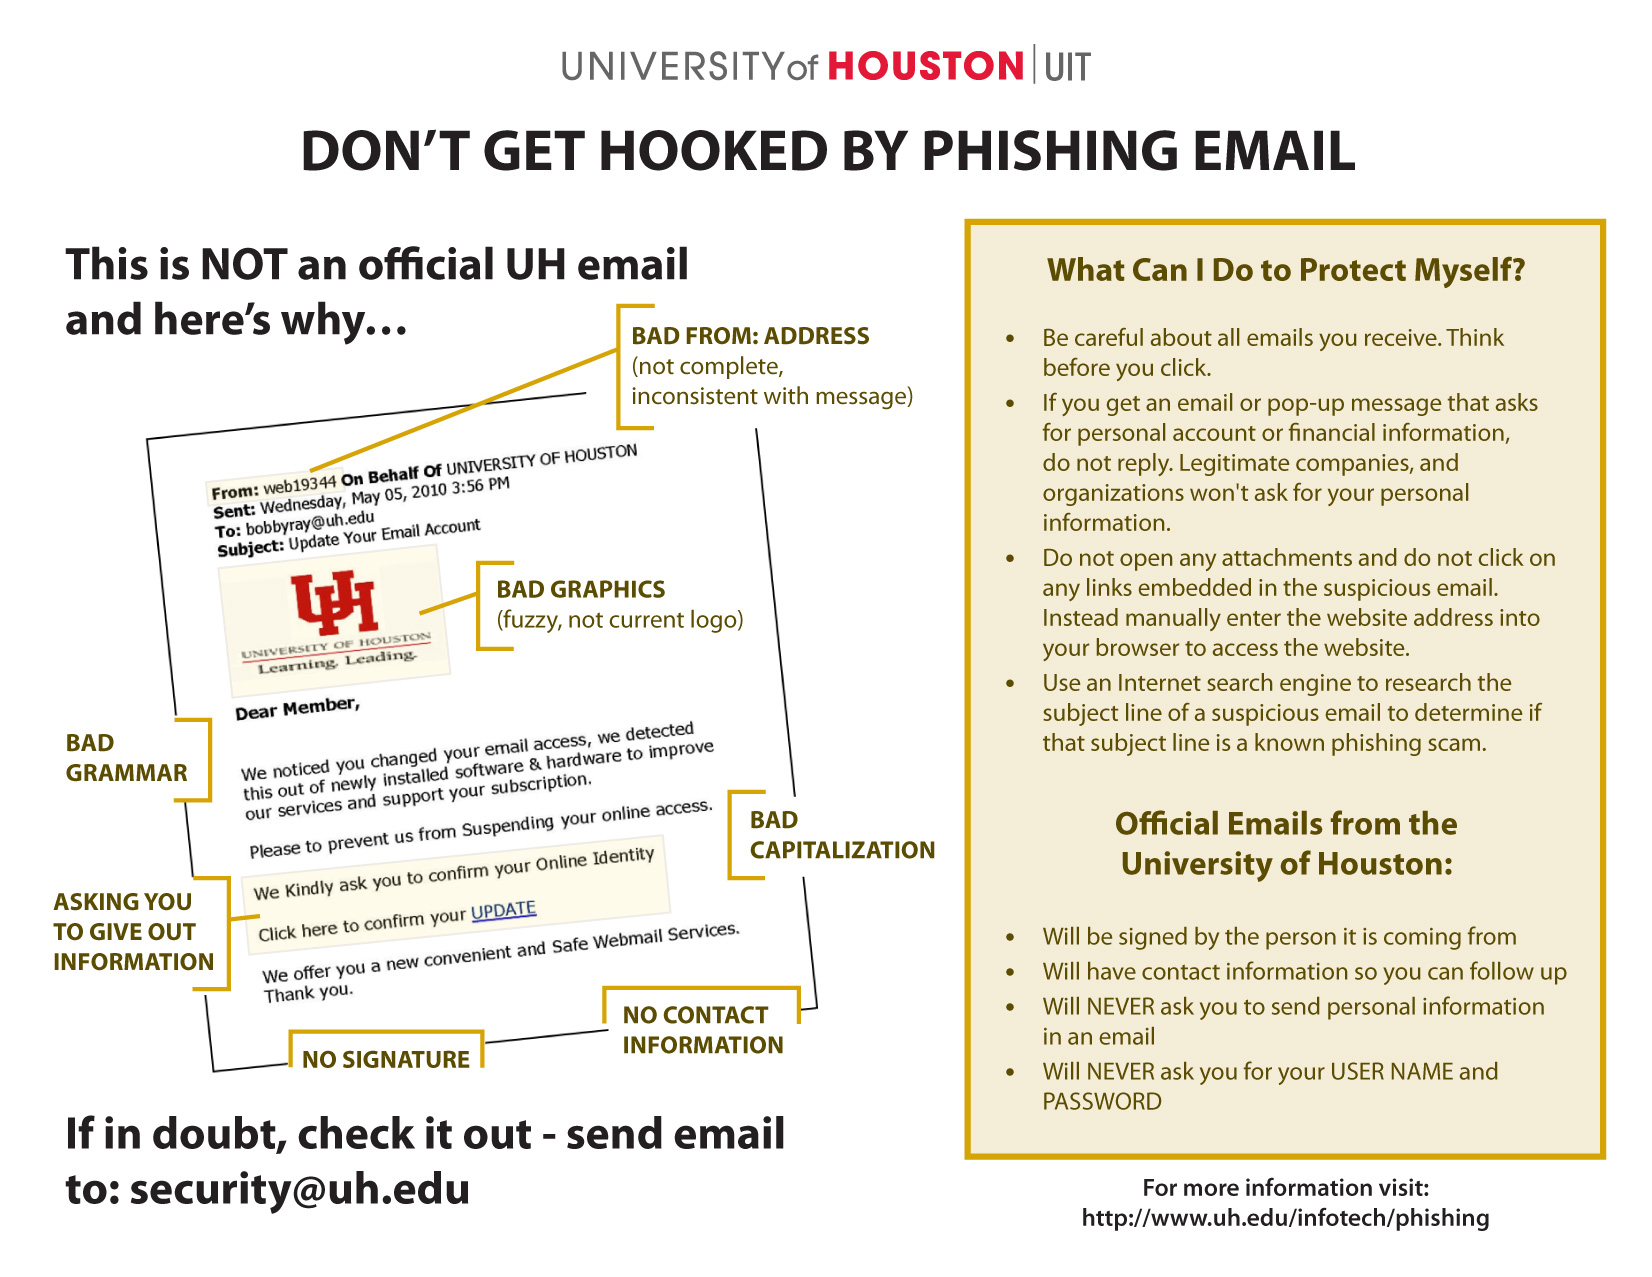 UNIVERSITY of HOUSTON | UIT
DON’T GET HOOKED BY PHISHING EMAIL
This is NOT an official UH email
and here’s why…
BAD FROM: ADDRESS
(not complete,
inconsistent with message)
From: web19344 On Behalf Of UNIVERSITY OF HOUSTON
Sent: Wednesday, May 05, 2010 3:56 PM
To: bobbyray@uh.edu
Subject: Update Your Email Account
UH
UNIVERSITY OF HOUSTON
Learning. Leading.
BAD GRAPHICS
(fuzzy, not current logo)
Dear Member,
BAD
GRAMMAR
We noticed you changed your email access, we detected
this out of newly installed software & hardware to improve
our services and support your subscription.
Please to prevent us from Suspending your online access.
BAD
CAPITALIZATION
We Kindly ask you to confirm your Online Identity
Click here to confirm your UPDATE
ASKING YOU
TO GIVE OUT
INFORMATION
We offer you a new convenient and Safe Webmail Services.
Thank you.
NO CONTACT
INFORMATION
NO SIGNATURE
If in doubt, check it out - send email
to: security@uh.edu
What Can I Do to Protect Myself?
• Be careful about all emails you receive. Think
before you click.
• If you get an email or pop-up message that asks
for personal account or financial information,
do not reply. Legitimate companies, and
organizations won't ask for your personal
information.
• Do not open any attachments and do not click on
any links embedded in the suspicious email.
Instead manually enter the website address into
your browser to access the website.
• Use an Internet search engine to research the
subject line of a suspicious email to determine if
that subject line is a known phishing scam.
Official Emails from the
University of Houston:
• Will be signed by the person it is coming from
• Will have contact information so you can follow up
• Will NEVER ask you to send personal information
in an email
• Will NEVER ask you for your USER NAME and
PASSWORD
For more information visit:
http://www.uh.edu/infotech/phishing